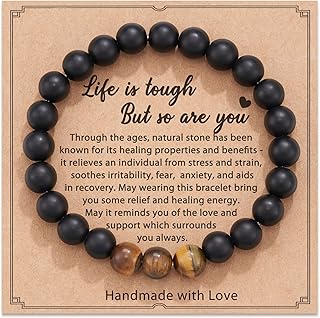 Life is tough
But so are you
Through the ages, natural stone has been
known for its healing properties and benefits -
it relieves an individual from stress and strain,
soothes irritability, fear, anxiety, and aids
in recovery. May wearing this bracelet bring
you some relief and healing energy.
May it reminds you of the love and
support which surrounds
you always.
Handmade with Love